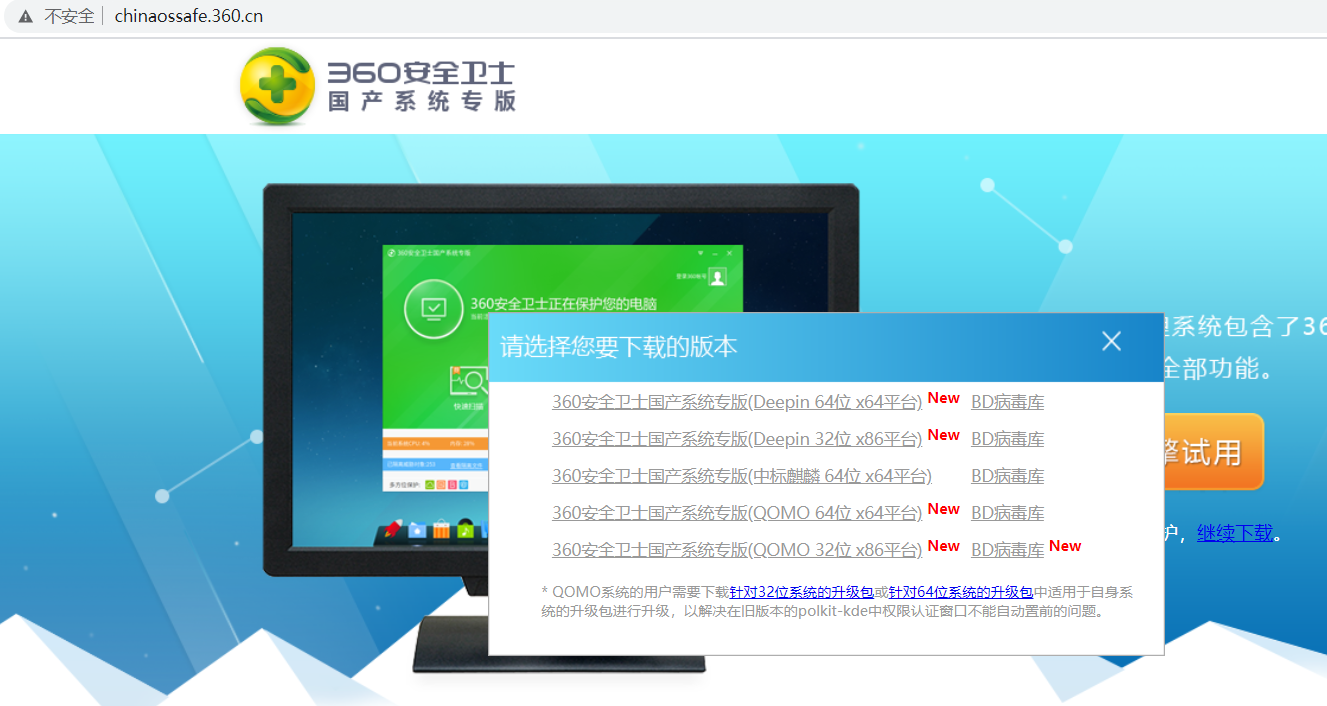 不安全 chinaossafe.360.cn
360安全卫士
国产系统专版
360安全卫士国产系统专版
360安全卫士正在保护您的电脑
系统包含了36
全部功能。
请选择您要下载的版本
360安全卫士国产系统专版(Deepin 64位 x64平台) New BD病毒库
360安全卫士国产系统专版(Deepin 32位 x86平台) New BD病毒库
360安全卫士国产系统专版(中标麒麟 64位 x64平台) BD病毒库
360安全卫士国产系统专版(QOMO 64位 x64平台) New BD病毒库
360安全卫士国产系统专版(QOMO 32位 x86平台) New BD病毒库 New
* QOMO系统的用户需要下载针对32位系统的升级包或针对64位系统的升级包中适用于自身系
统的升级包进行升级，以解决在旧版本的polkit-kde中权限认证窗口不能自动置前的问题。
快速扫描
多方位保护:
试用
护，继续下载。